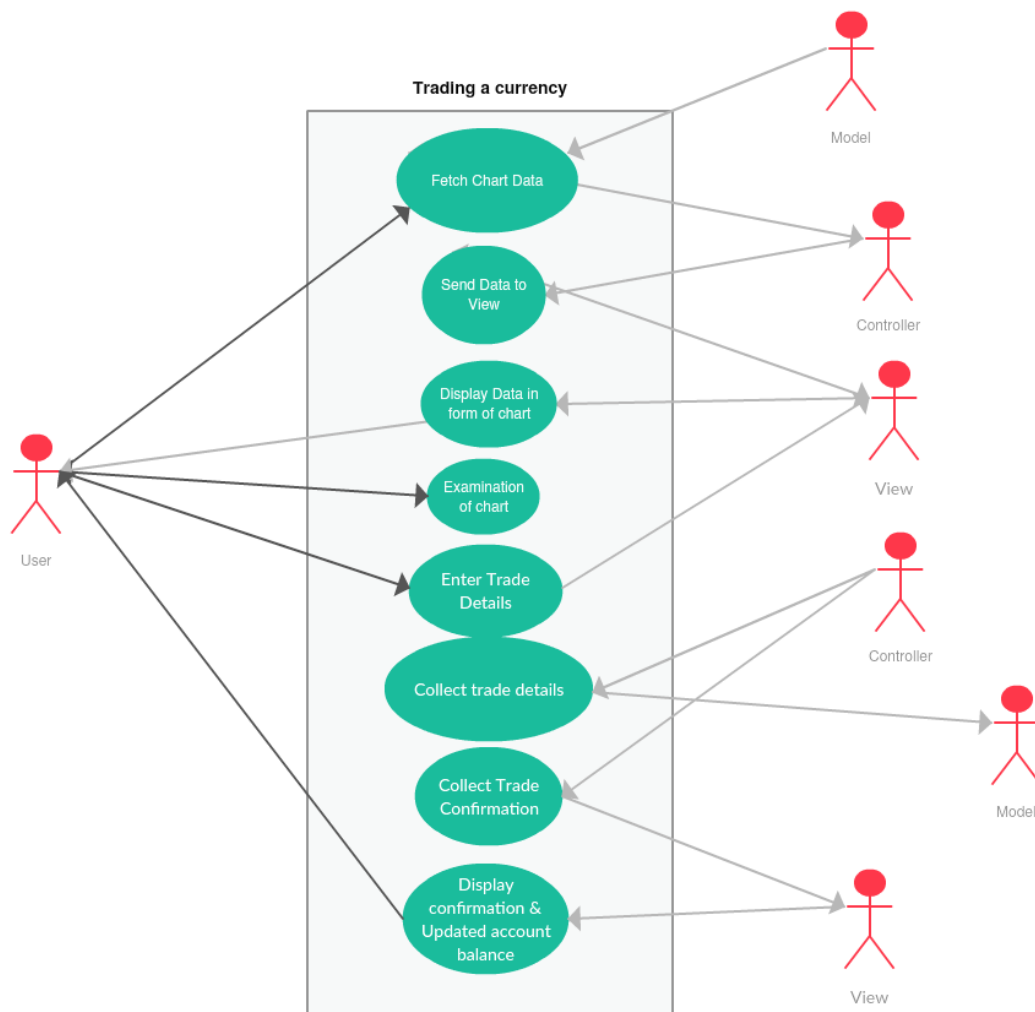 Trading a currency
Model
Fetch Chart Data
Controller
Send Data to
View
Display Data in
form of chart
View
User
Examination
of chart
Enter Trade
Details
Controller
Collect trade details
Model
Collect Trade
Confirmation
Display
confirmation &
Updated account
balance
View